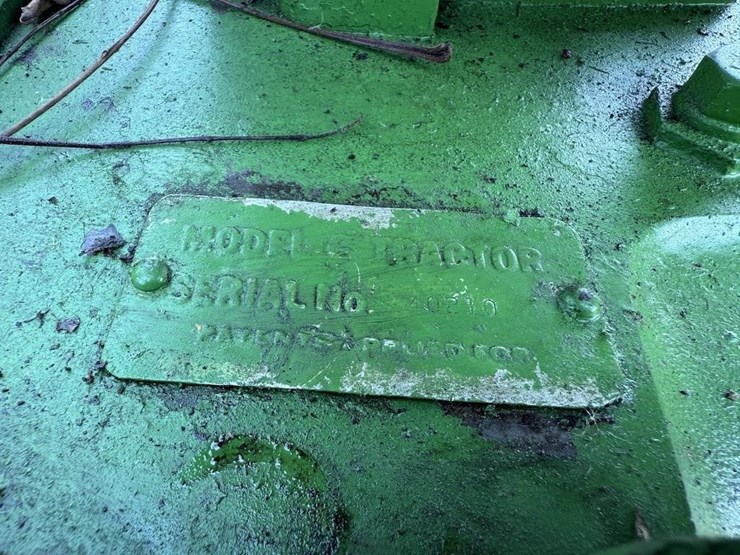 MODEL TRACTOR
SERIAL No.
PATENTS APPLIED FOR